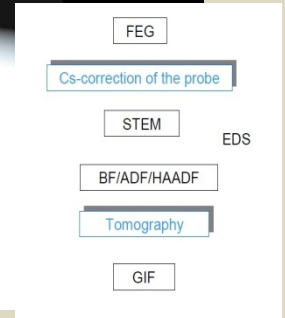 FEG
Cs-correction of the probe
STEM
EDS
BF/ADF/HAADF
Tomography
GIF